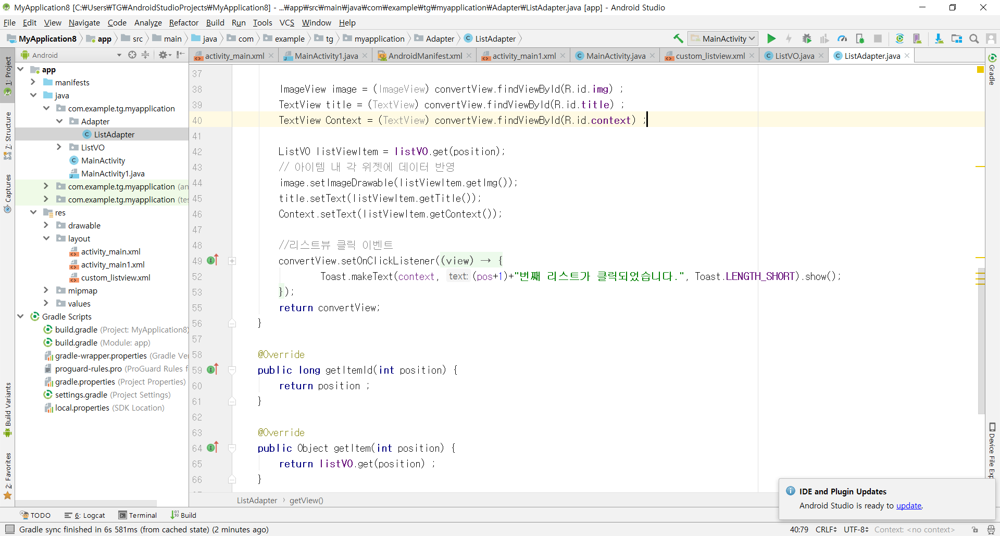 MyApplication8 [C:₩Users₩TG₩AndroidStudioProjects₩MyApplication8] - ...₩app₩src₩main₩java₩com₩example₩tg₩myapplication₩Adapter₩ListAdapter.java [app] - Android Studio
File Edit View Navigate Code Analyze Refactor Build Run Tools VCS Window Help
MyApplication8 app src main java com example tg myapplication Adapter ListAdapter MainActivity
Android
activity_main.xml MainActivity1.java AndroidManifest.xml activity_main1.xml MainActivity.java custom_listview.xml ListVO.java ListAdapter.java
1: Project
7: Structure
Captures
Build Variants
2: Favorites
app
manifests
java
com.example.tg.myapplication
Adapter
ListAdapter
ListVO
MainActivity
MainActivity1.java
com.example.tg.myapplication (an
com.example.tg.myapplication (tes
res
drawable
layout
activity_main.xml
activity_main1.xml
custom_listview.xml
mipmap
values
Gradle Scripts
build.gradle (Project: MyApplication8)
build.gradle (Module: app)
gradle-wrapper.properties (Gradle Ve
proguard-rules.pro (ProGuard Rules f
gradle.properties (Project Properties)
settings.gradle (Project Settings)
local.properties (SDK Location)
37
38 ImageView image = (ImageView) convertView.findViewById(R.id.img) ;
39 TextView title = (TextView) convertView.findViewById(R.id.title) ;
40 TextView Context = (TextView) convertView.findViewById(R.id.context) ;
41
42 ListVO listViewItem = listVO.get(position);
43 // 아이템 내 각 위젯에 데이터 반영
44 image.setImageDrawable(listViewItem.getImg());
45 title.setText(listViewItem.getTitle());
46 Context.setText(listViewItem.getContext());
47
48 //리스트뷰 클릭 이벤트
49 convertView.setOnClickListener((view) → {
52 Toast.makeText(context, text: (pos+1)+"번째 리스트가 클릭되었습니다.", Toast.LENGTH_SHORT).show();
53 });
55 return convertView;
56 }
57
58 @Override
59 public long getItemId(int position) {
60 return position ;
61 }
62
63 @Override
64 public Object getItem(int position) {
65 return listVO.get(position) ;
66 }
ListAdapter getView()
Gradle
Device File Exp
IDE and Plugin Updates
Android Studio is ready to update.
TODO 6: Logcat Terminal Build
Gradle sync finished in 6s 581ms (from cached state) (2 minutes ago) 40:79 CRLF UTF-8 Context: <no context>